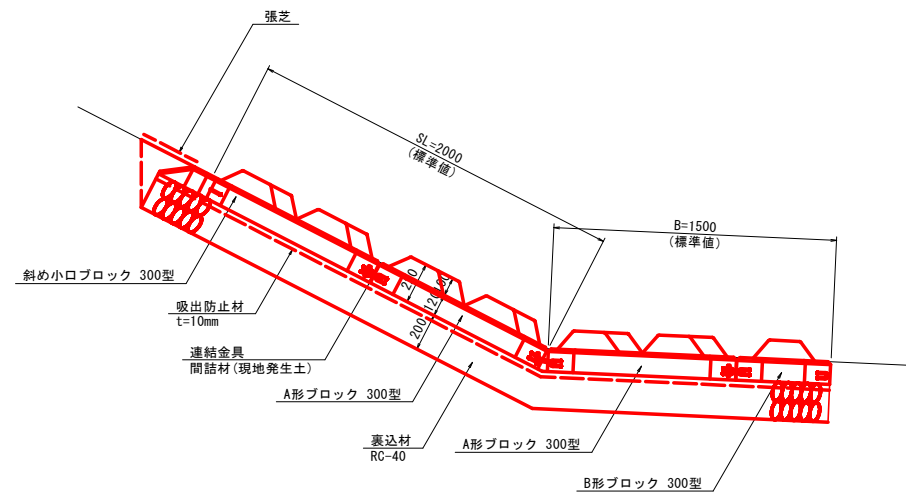 張芝
SL=2000
(標準値)
B=1500
(標準値)
斜め小口ブロック 300型
吸出防止材
t=10mm
連結金具
間詰材(現地発生土)
A形ブロック 300型
裏込材
RC-40
A形ブロック 300型
B形ブロック 300型
120
200